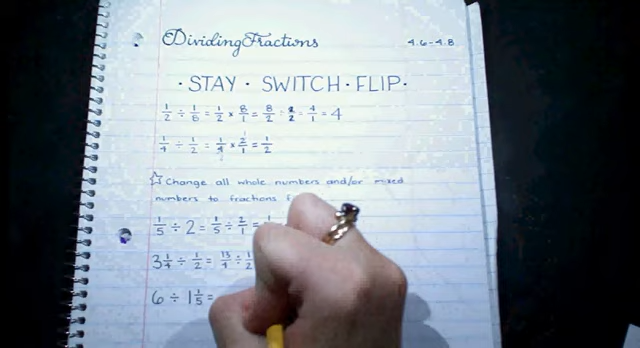 Dividing Fractions 4.6-4.8
· STAY · SWITCH · FLIP ·
1/2 ÷ 1/8 = 1/2 × 8/1 = 8/2 ÷ 2/2 = 4/1 = 4
1/4 ÷ 1/2 = 1/4 × 2/1 = 1/2
☆ Change all whole numbers and/or mixed
numbers to fractions
1/5 ÷ 2 = 1/5 ÷ 2/1 =
3 1/4 ÷ 1/2 = 13/4 ÷ 1/2
6 ÷ 1 1/5 =